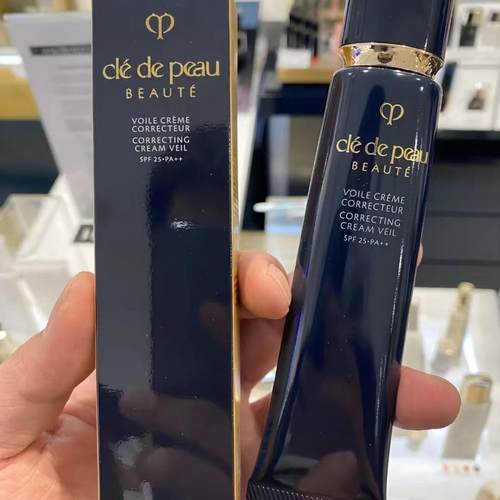 clé de peau
BEAUTÉ
VOILE CRÈME
CORRECTEUR
CORRECTING
CREAM VEIL
SPF 25•PA++
clé de peau
BEAUTÉ
VOILE CRÈME
CORRECTEUR
CORRECTING
CREAM VEIL
SPF 25•PA++